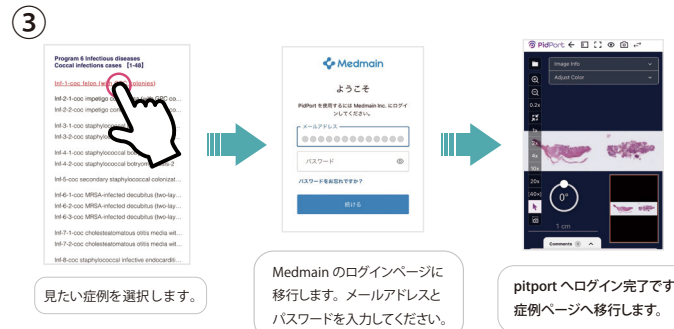 ③
Program 6 Infectious diseases
Coccal infections cases 【1-48】
Inf-1-coc felon (with colonies)
Inf-2-1-coc impetigo co... (with GPC co...
Inf-2-2-coc impetigo con
Inf-3-1-coc staphylococcal
Inf-3-2-coc staphylococcal
Inf-4-1-coc staphylococcal bot
Inf-4-2-coc staphylococcal botryom -2
Inf-5-coc secondary staphylococcal colonizat...
Inf-6-1-coc MRSA-infected decubitus (two-lay...
Inf-6-2-coc MRSA-infected decubitus (two-lay...
Inf-6-3-coc MRSA-infected decubitus (two-lay...
Inf-7-1-coc cholesteatomatous otitis media wit...
Inf-7-2-coc cholesteatomatous otitis media wit...
Inf-8-coc staphylococcal infective endocarditi...
見たい症例を選択します。
Medmain
ようこそ
PidPort を使用するには Medmain Inc. にログイ
ンしてください。
メールアドレス
パスワード
パスワードをお忘れですか?
続ける
Medmain のログインページに
移行します。メールアドレスと
パスワードを入力してください。
PidPort
Image Info
Adjust Color
0.2x
1x
4x
20x
(40x)
0°
1 cm
Comments
pitport へログイン完了です
症例ページへ移行します。